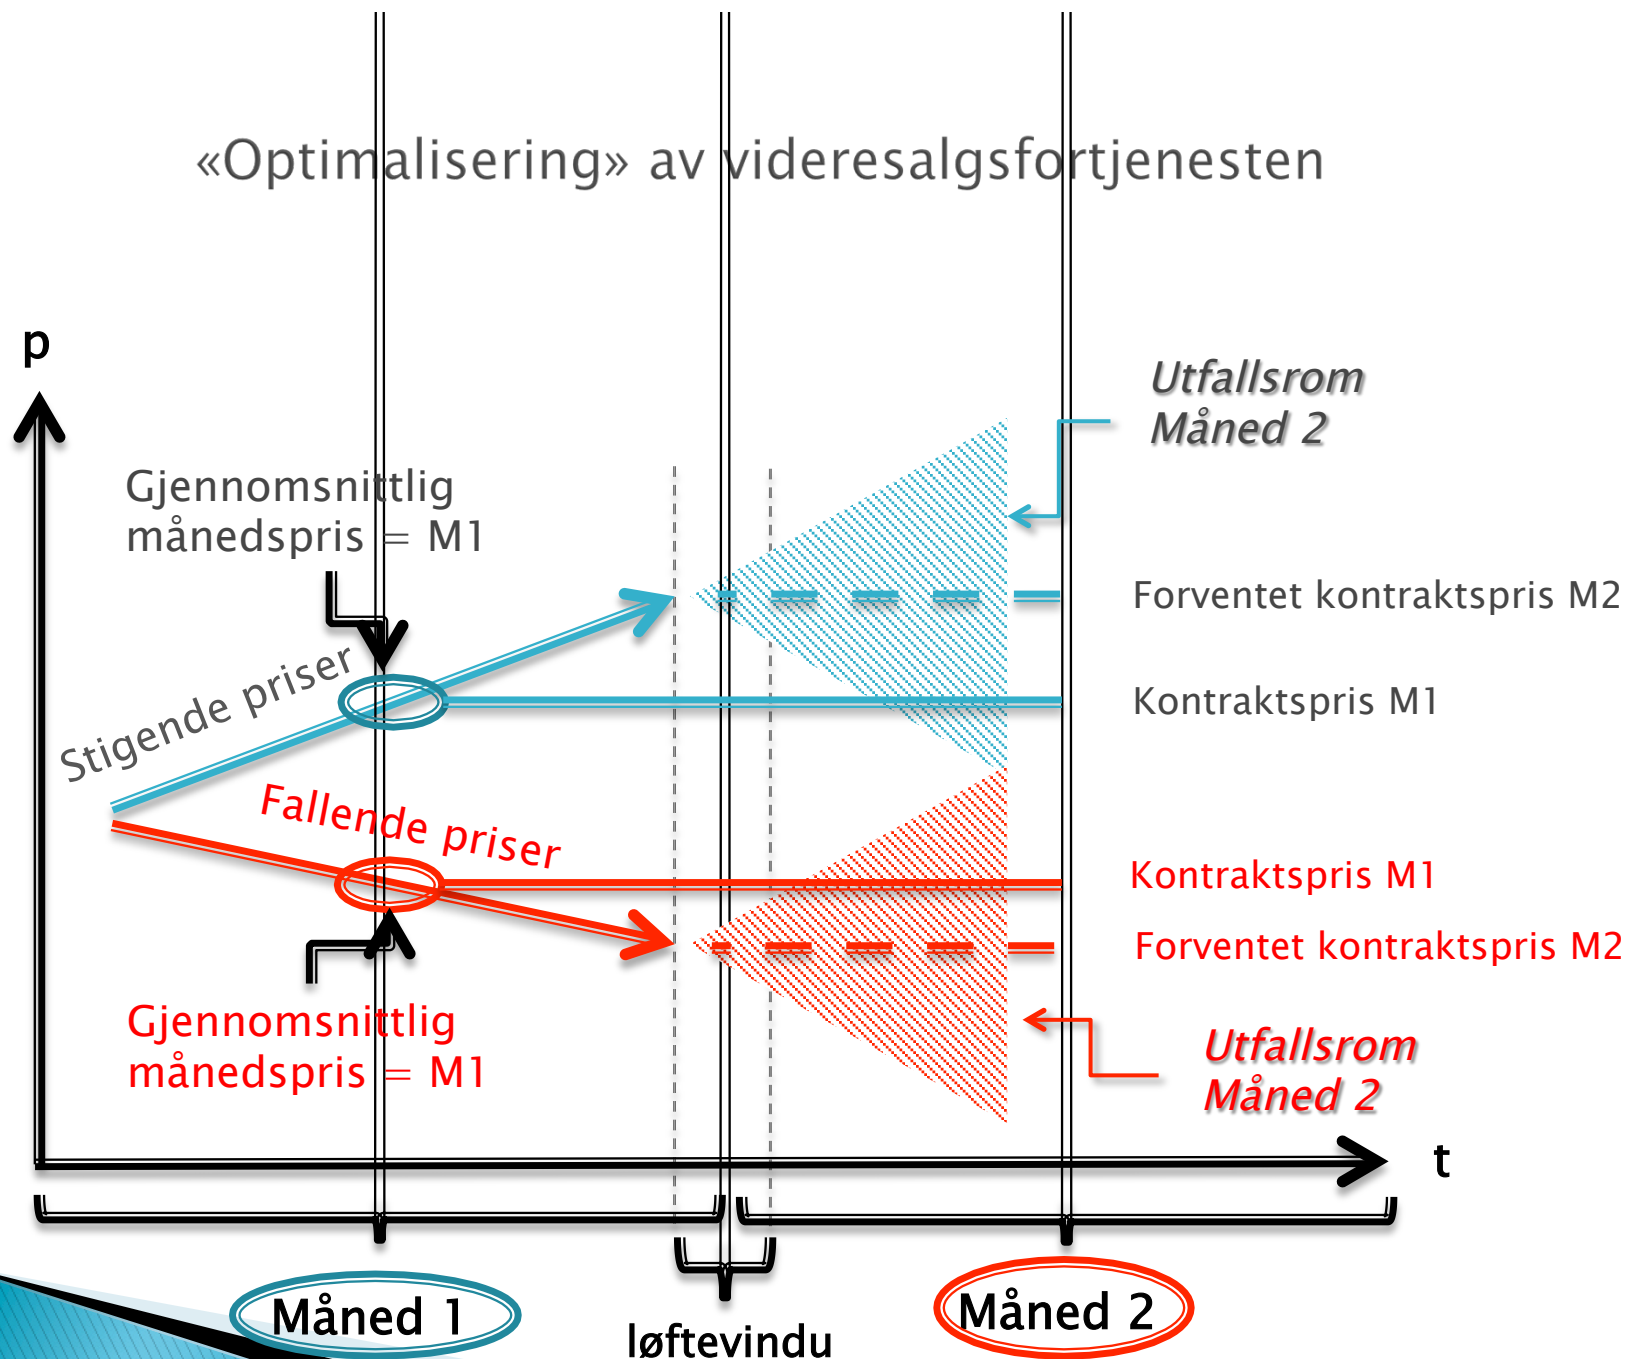 «Optimalisering» av videresalgsfortjenesten
p
Utfallsrom
Måned 2
Gjennomsnittlig
månedspris = M1
Forventet kontraktspris M2
Stigende priser
Kontraktspris M1
Fallende priser
Kontraktspris M1
Forventet kontraktspris M2
Gjennomsnittlig
månedspris = M1
Utfallsrom
Måned 2
t
Måned 1
løftevindu
Måned 2